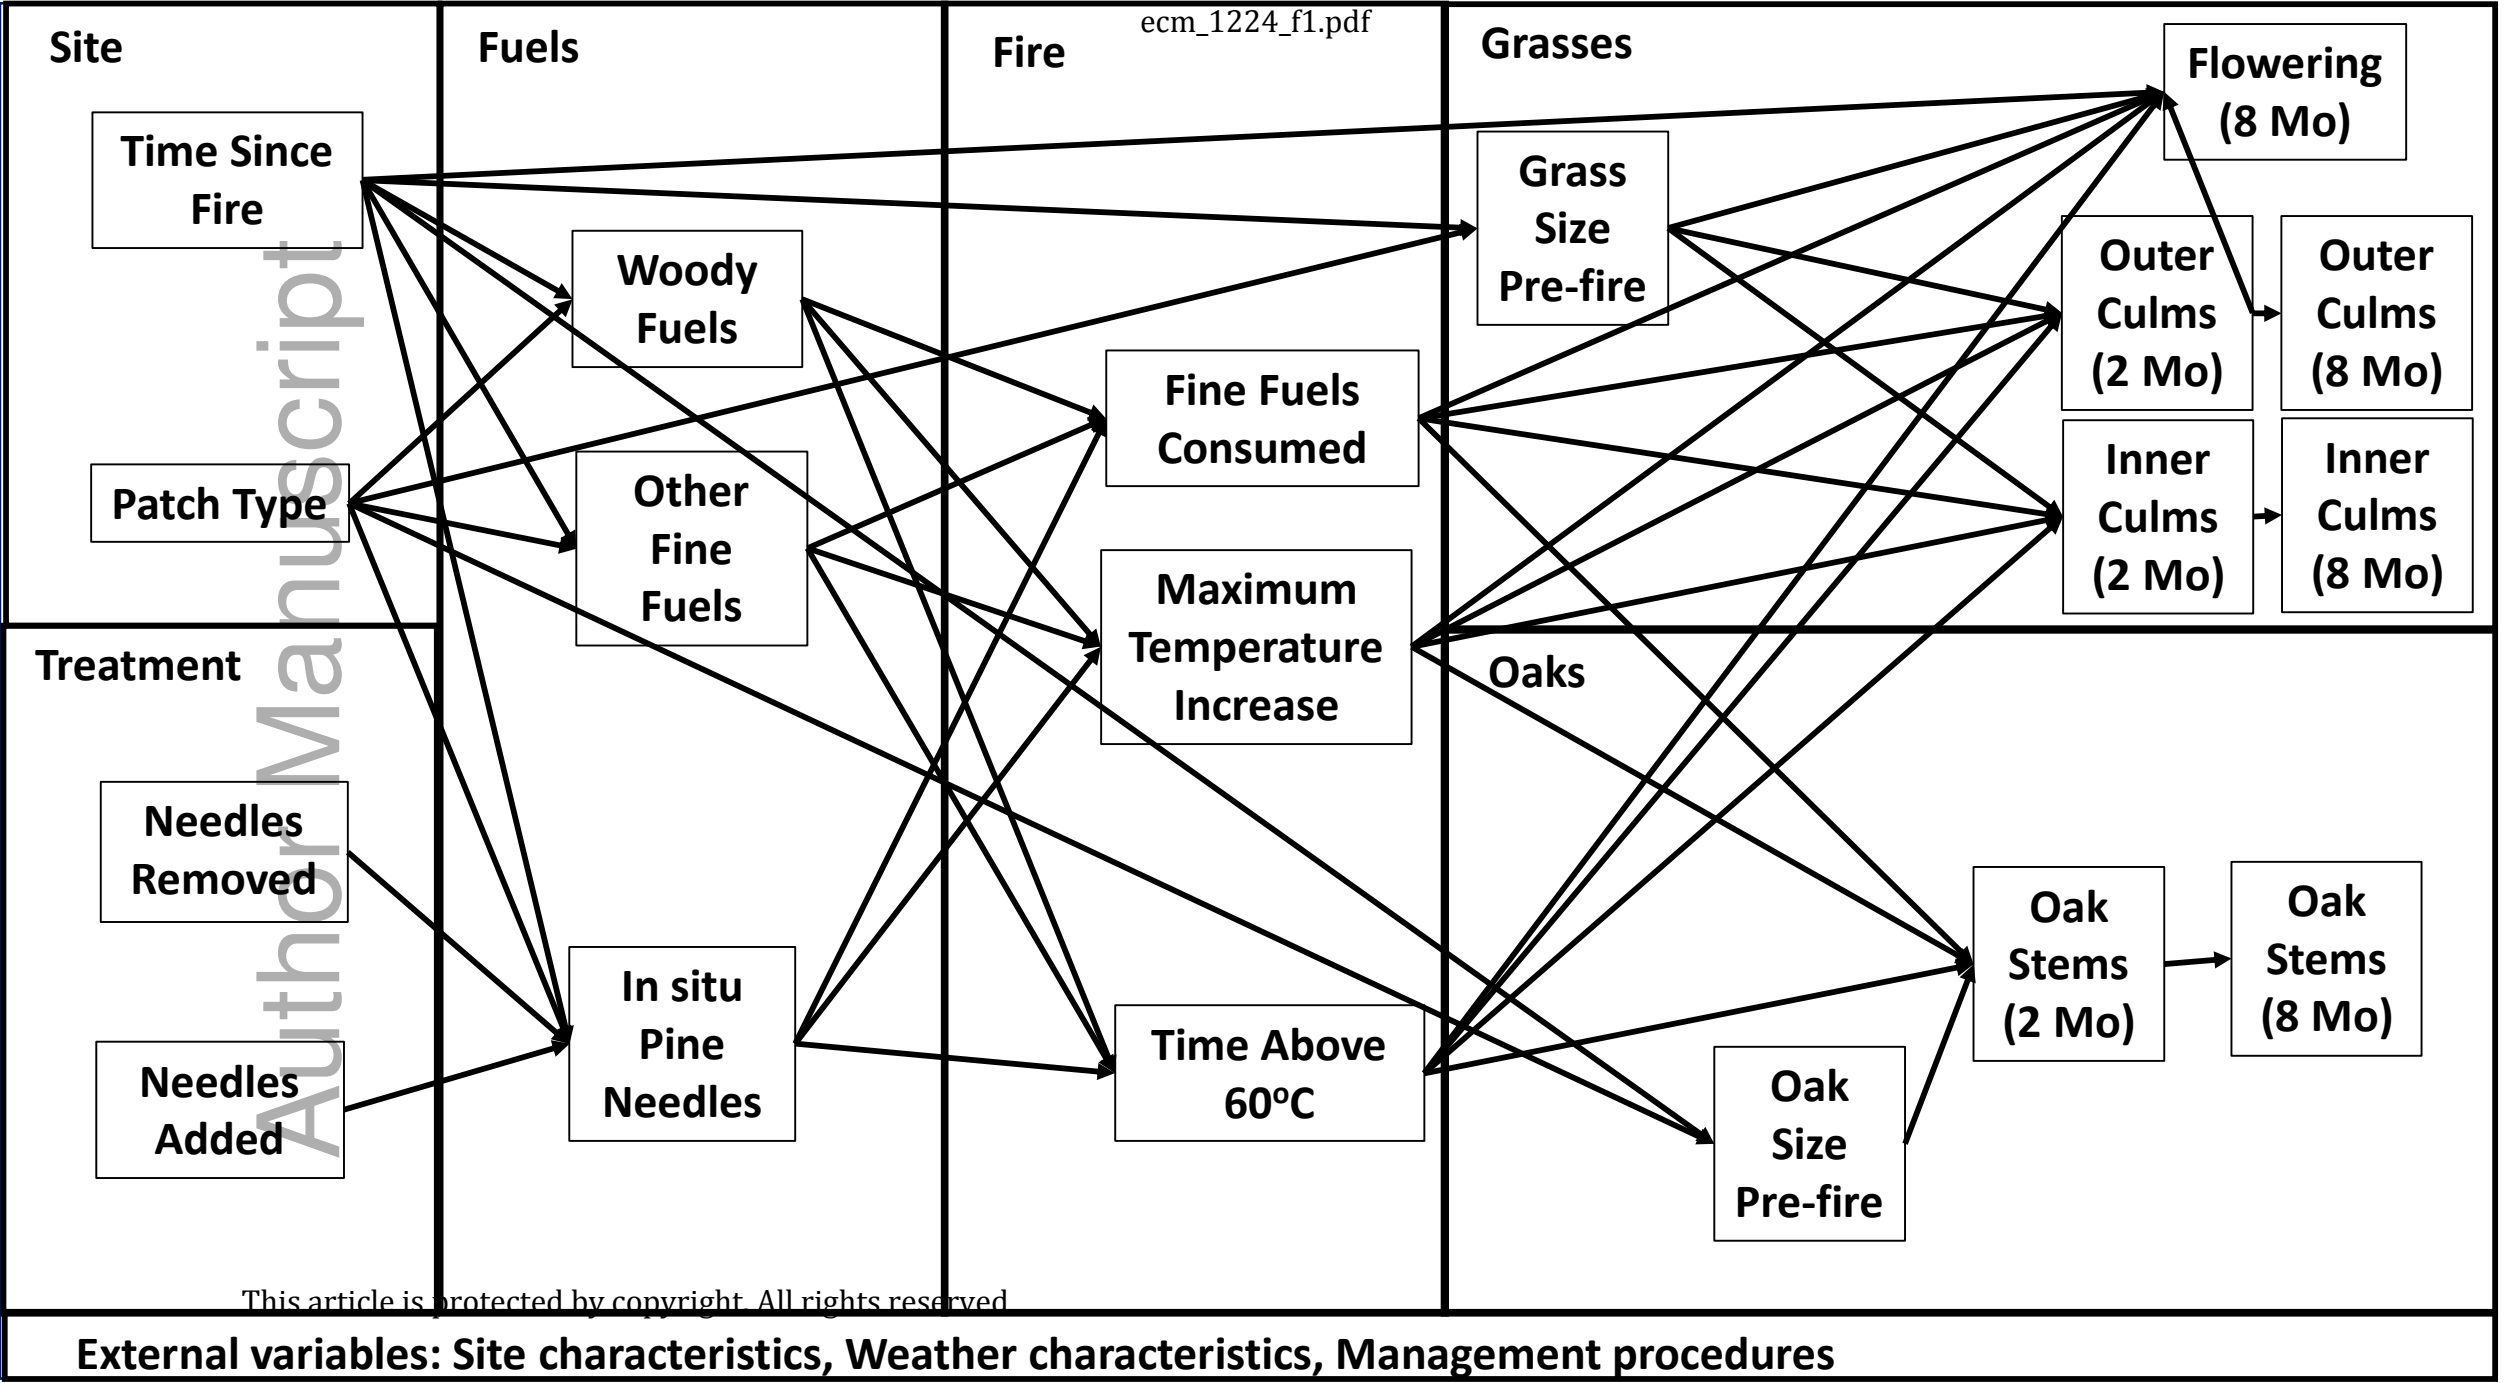 ecm_1224_f1.pdf
Site
Fuels
Fire
Grasses
Time Since
Fire
Patch Type
Woody
Fuels
Other
Fine
Fuels
Fine Fuels
Consumed
Maximum
Temperature
Increase
Grass
Size
Pre-fire
Flowering
(8 Mo)
Outer
Culms
(2 Mo)
Outer
Culms
(8 Mo)
Inner
Culms
(2 Mo)
Inner
Culms
(8 Mo)
Treatment
Needles
Removed
Needles
Added
In situ
Pine
Needles
Time Above
60ºC
Oaks
Oak
Size
Pre-fire
Oak
Stems
(2 Mo)
Oak
Stems
(8 Mo)
Author Manuscript
This article is protected by copyright. All rights reserved
External variables: Site characteristics, Weather characteristics, Management procedures